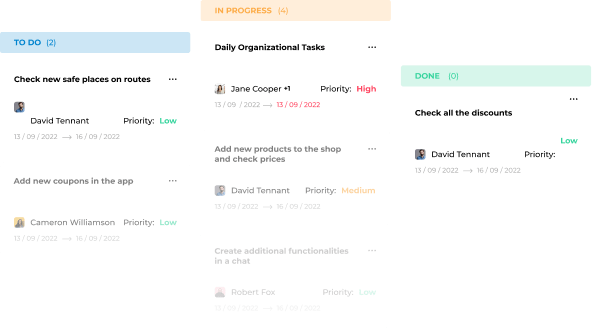 TO DO (2)
Check new safe places on routes
David Tennant Priority: Low
13 / 09 / 2022 → 16 / 09 / 2022
Add new coupons in the app
Cameron Williamson Priority: Low
13 / 09 / 2022 → 16 / 09 / 2022
IN PROGRESS (4)
Daily Organizational Tasks
Jane Cooper +1 Priority: High
13 / 09 / 2022 → 13 / 09 / 2022
Add new products to the shop
and check prices
David Tennant Priority: Medium
13 / 09 / 2022 → 16 / 09 / 2022
Create additional functionalities
in a chat
Robert Fox Priority: Low
13 / 09 / 2022 → 18 / 09 / 2022
DONE (0)
Check all the discounts
Low
David Tennant Priority:
13 / 09 / 2022 → 16 / 09 / 2022